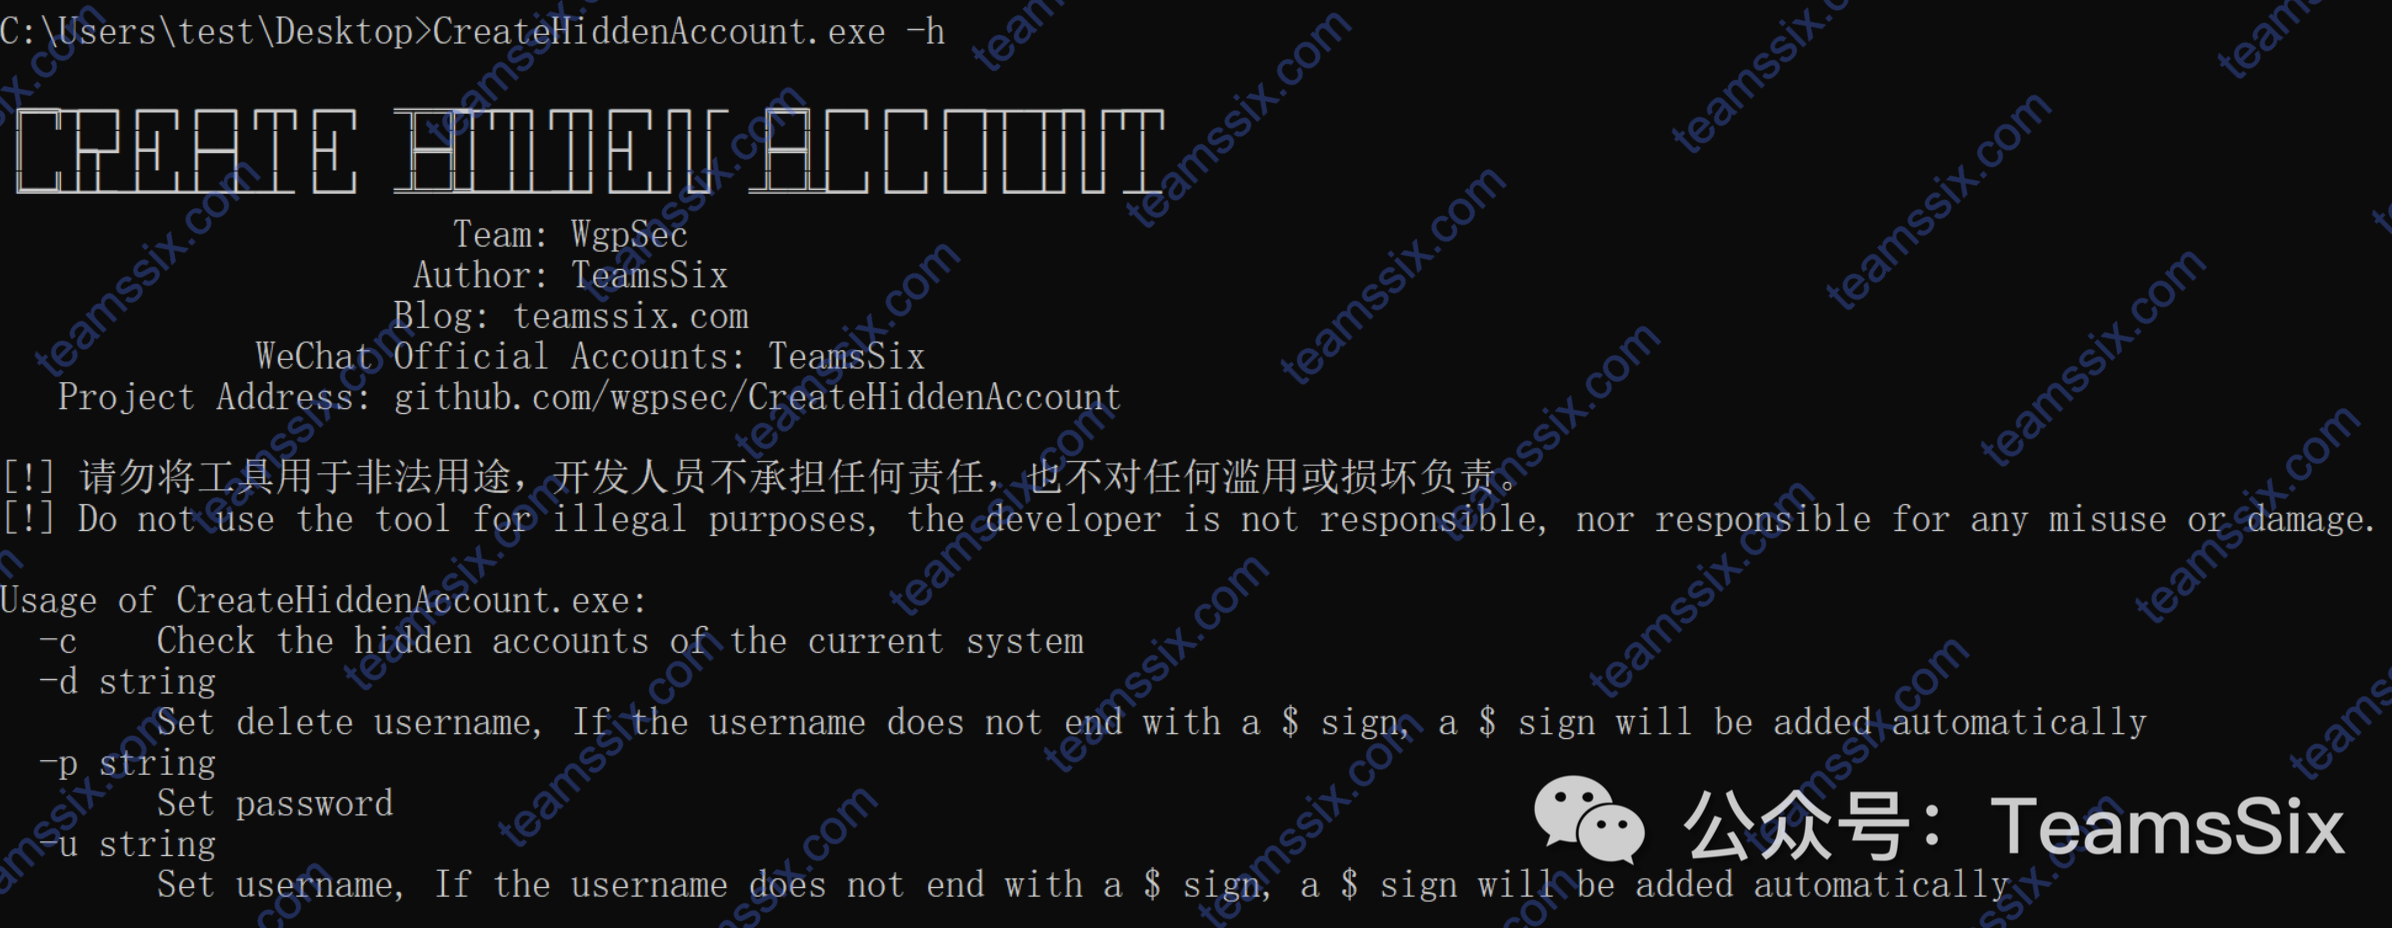 C:\Users\test\Desktop>CreateHiddenAccount.exe -h
CREATE HIDDEN ACCOUNT
Team: WgpSec
Author: TeamsSix
Blog: teamssix.com
WeChat Official Accounts: TeamsSix
Project Address: github.com/wgpsec/CreateHiddenAccount
[!] 请勿将工具用于非法用途，开发人员不承担任何责任，也不对任何滥用或损坏负责。
[!] Do not use the tool for illegal purposes, the developer is not responsible, nor responsible for any misuse or damage.
Usage of CreateHiddenAccount.exe:
-c    Check the hidden accounts of the current system
-d string
Set delete username, If the username does not end with a $ sign, a $ sign will be added automatically
-p string
Set password
-u string
Set username, If the username does not end with a $ sign, a $ sign will be added automatically
公众号：TeamsSix
teamssix.com